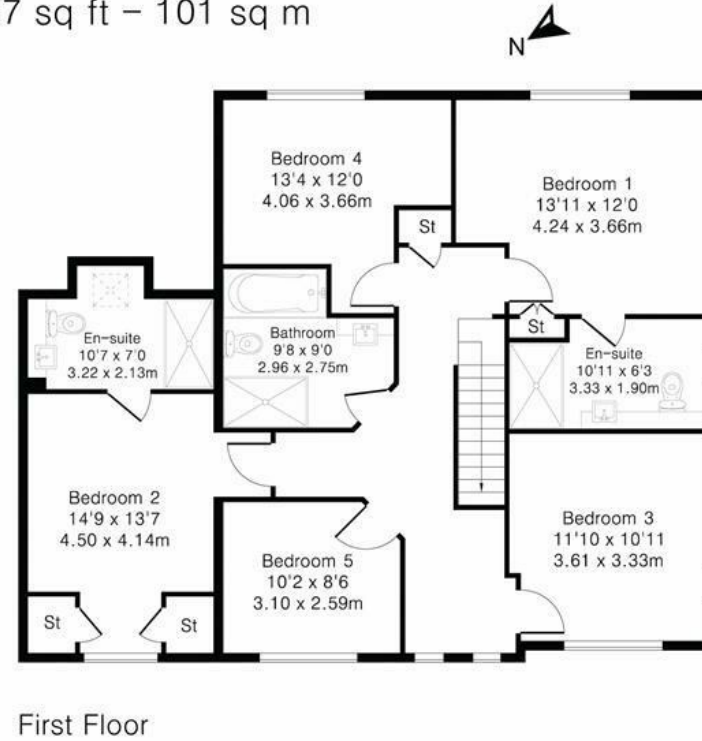 7 sq ft – 101 sq m
N
Bedroom 4
13'4 x 12'0
4.06 x 3.66m
Bedroom 1
13'11 x 12'0
4.24 x 3.66m
St
St
En-suite
10'7 x 7'0
3.22 x 2.13m
Bathroom
9'8 x 9'0
2.96 x 2.75m
En-suite
10'11 x 6'3
3.33 x 1.90m
Bedroom 2
14'9 x 13'7
4.50 x 4.14m
Bedroom 5
10'2 x 8'6
3.10 x 2.59m
Bedroom 3
11'10 x 10'11
3.61 x 3.33m
St
St
First Floor